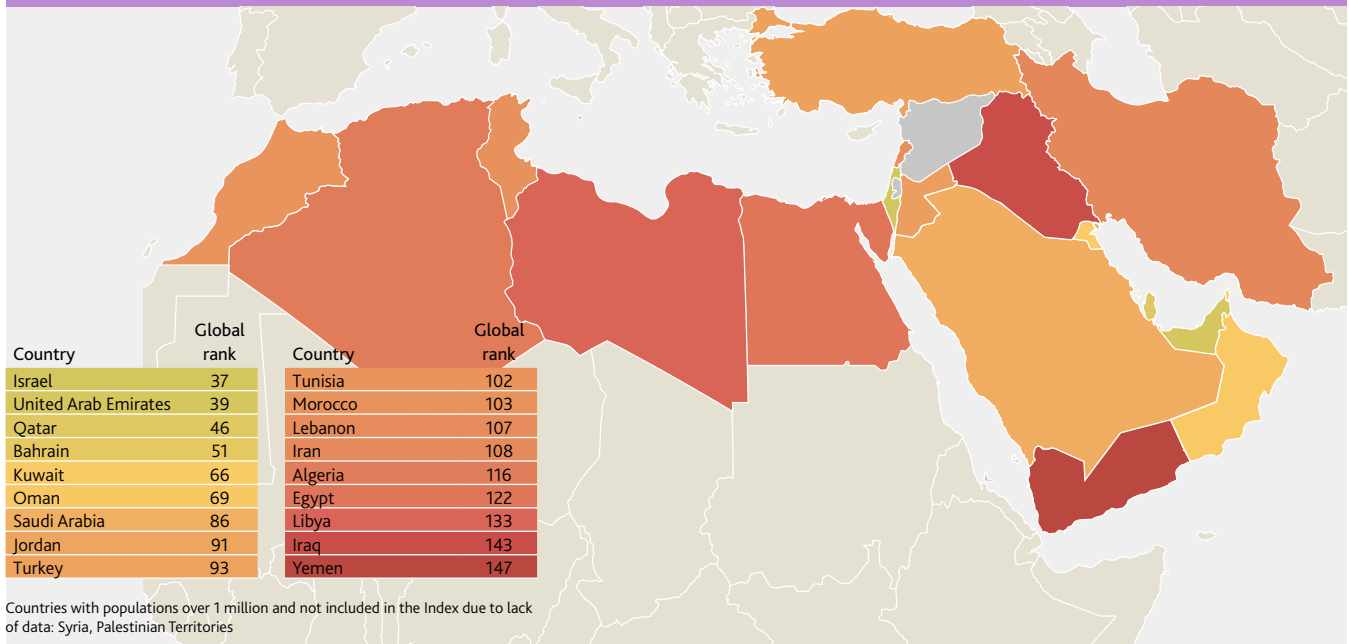 Country Global rank
Israel 37
United Arab Emirates 39
Qatar 46
Bahrain 51
Kuwait 66
Oman 69
Saudi Arabia 86
Jordan 91
Turkey 93
Country Global rank
Tunisia 102
Morocco 103
Lebanon 107
Iran 108
Algeria 116
Egypt 122
Libya 133
Iraq 143
Yemen 147
Countries with populations over 1 million and not included in the Index due to lack
of data: Syria, Palestinian Territories